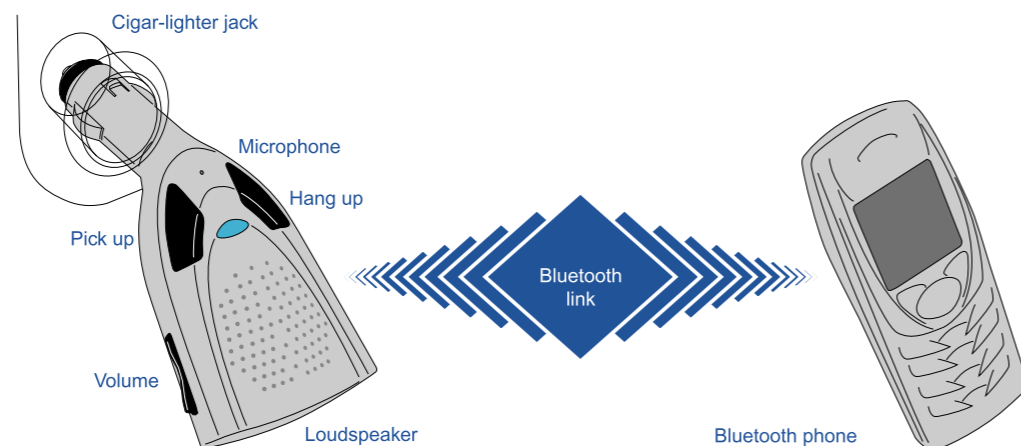 Cigar-lighter jack
Microphone
Hang up
Pick up
Bluetooth
link
Volume
Loudspeaker
Bluetooth phone